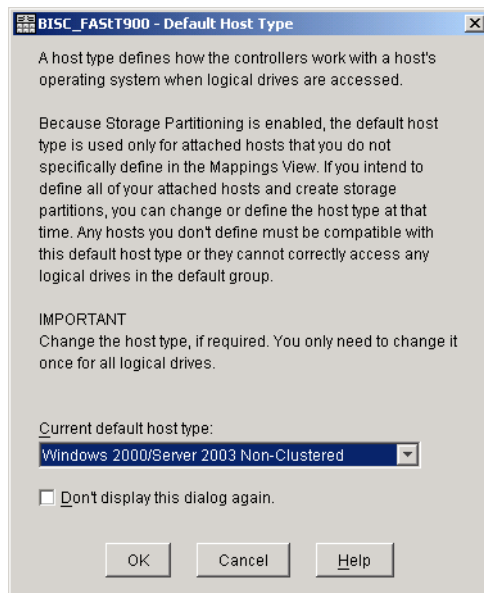 BISC_FAStT900 - Default Host Type
A host type defines how the controllers work with a host's
operating system when logical drives are accessed.
Because Storage Partitioning is enabled, the default host
type is used only for attached hosts that you do not
specifically define in the Mappings View. If you intend to
define all of your attached hosts and create storage
partitions, you can change or define the host type at that
time. Any hosts you don't define must be compatible with
this default host type or they cannot correctly access any
logical drives in the default group.
IMPORTANT
Change the host type, if required. You only need to change it
once for all logical drives.
Current default host type:
Windows 2000/Server 2003 Non-Clustered
Don't display this dialog again.
OK Cancel Help